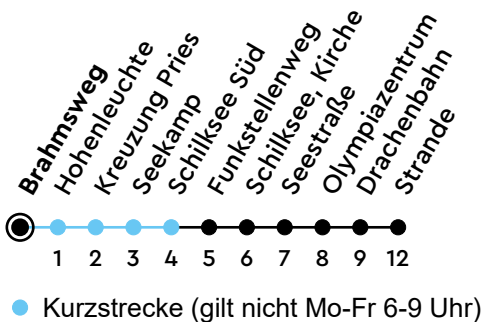 Brahmsweg
Hohenleuchte
Kreuzung Pries
Seekamp
Schilksee Süd
Funkstellenweg
Schilksee, Kirche
Seestraße
Olympiazentrum
Drachenbahn
Strande
1 2 3 4 5 6 7 8 9 12
Kurzstrecke (gilt nicht Mo-Fr 6-9 Uhr)